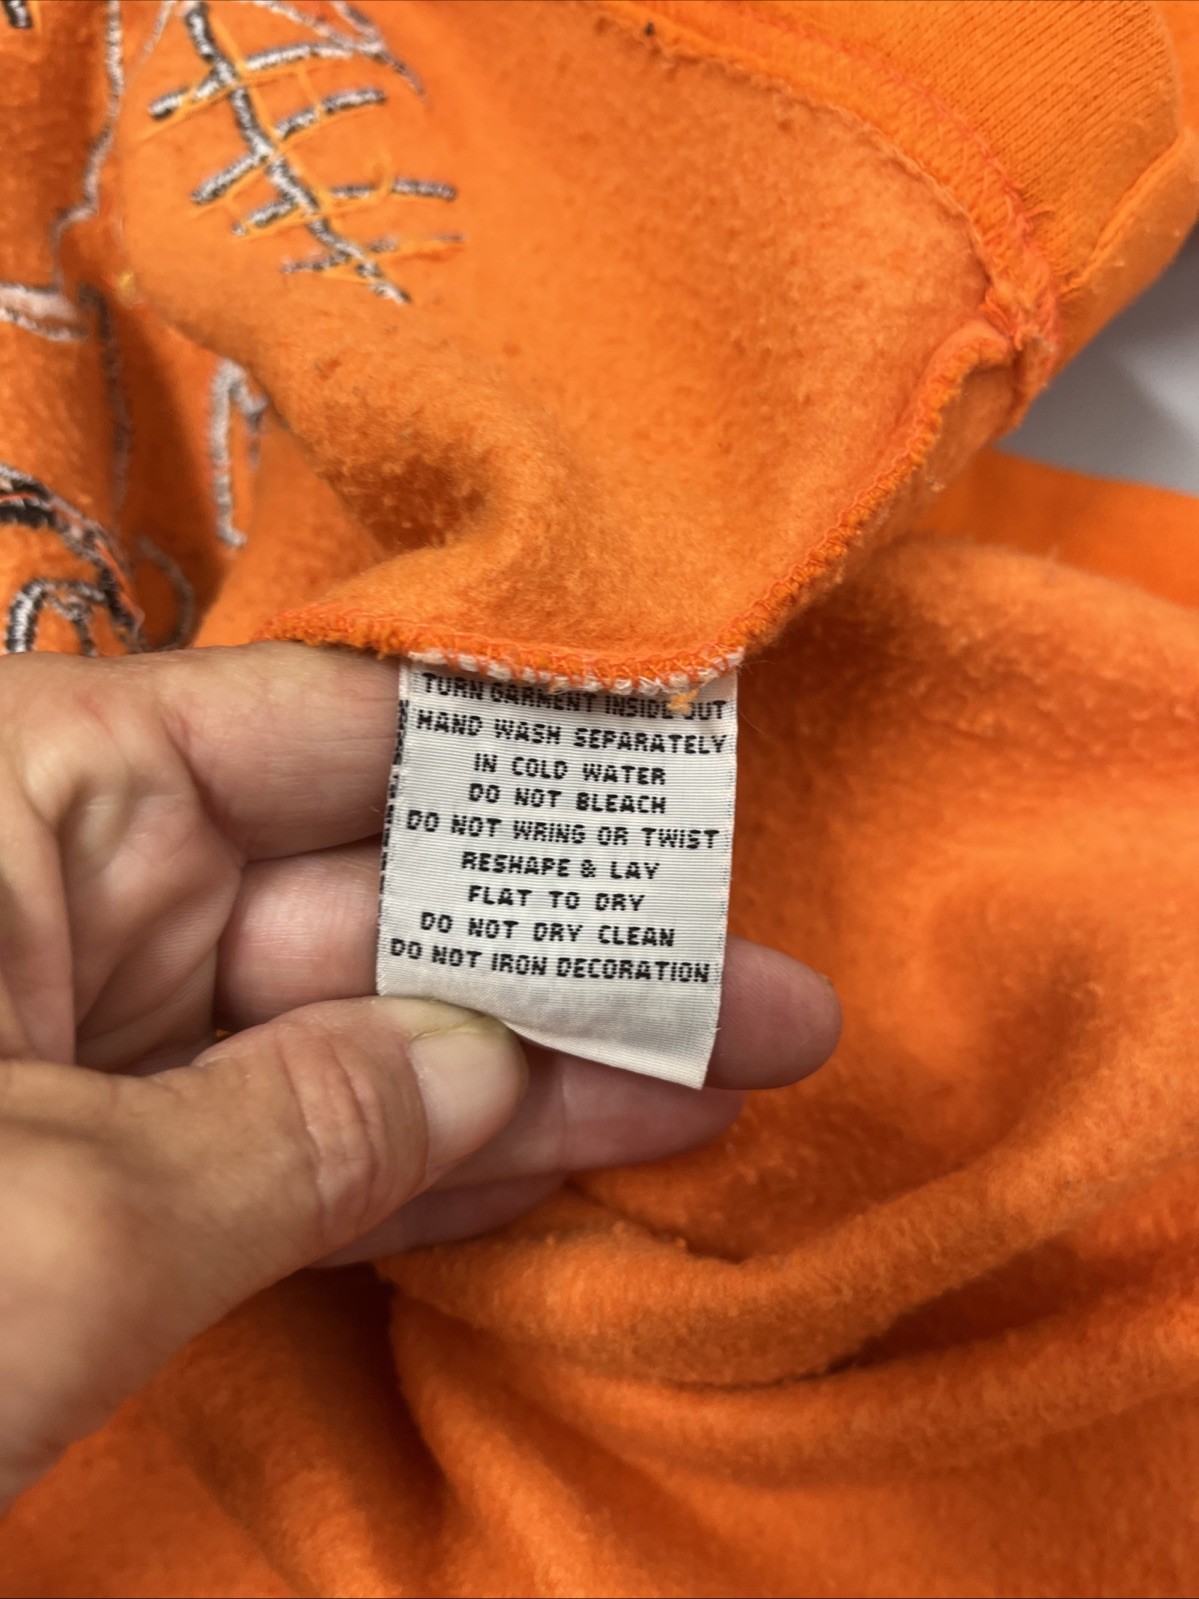 TURN GARMENT INSIDE OUT
HAND WASH SEPARATELY
IN COLD WATER
DO NOT BLEACH
DO NOT WRING OR TWIST
RESHAPE & LAY
FLAT TO DRY
DO NOT DRY CLEAN
DO NOT IRON DECORATION